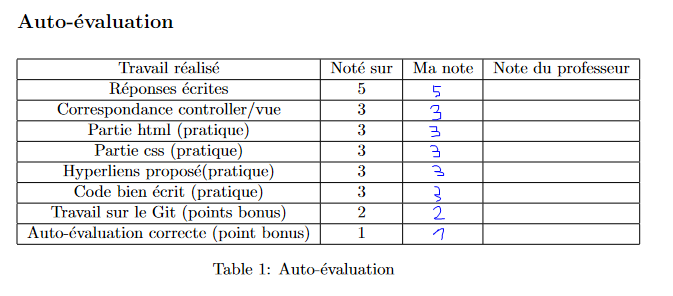 Auto-évaluation
Travail réalisé Noté sur Ma note Note du professeur
Réponses écrites 5 5
Correspondance controller/vue 3 3
Partie html (pratique) 3 3
Partie css (pratique) 3 3
Hyperliens proposé(pratique) 3 3
Code bien écrit (pratique) 3 3
Travail sur le Git (points bonus) 2 2
Auto-évaluation correcte (point bonus) 1 1
Table 1: Auto-évaluation